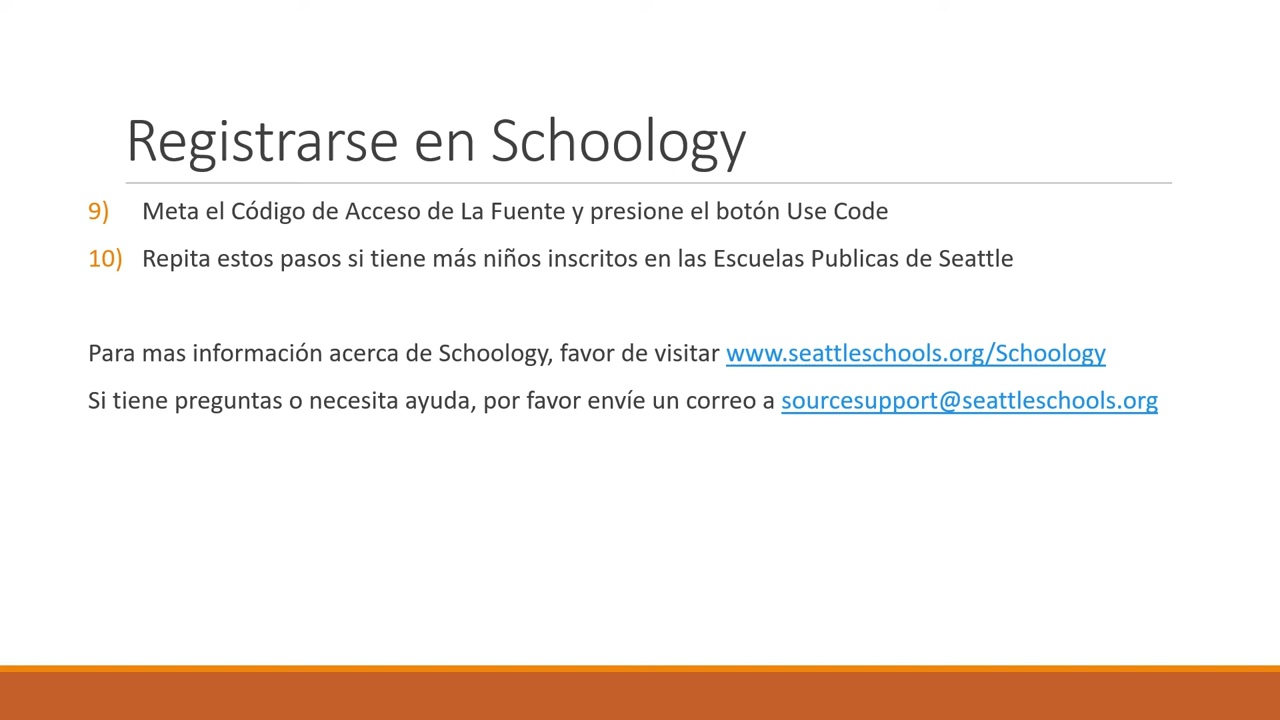 Registrarse en Schoology
9) Meta el Código de Acceso de La Fuente y presione el botón Use Code
10) Repita estos pasos si tiene más niños inscritos en las Escuelas Publicas de Seattle
Para mas información acerca de Schoology, favor de visitar www.seattleschools.org/Schoology
Si tiene preguntas o necesita ayuda, por favor envíe un correo a sourcesupport@seattleschools.org